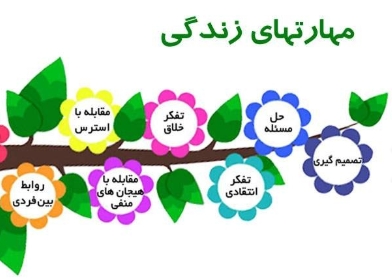 مهارتهای زندگی
حل
مسئله
تفکر
خلاق
مقابله با
استرس
تصمیم گیری
تفکر
انتقادی
مقابله با
هیجان های
منفی
روابط
بین‌فردی